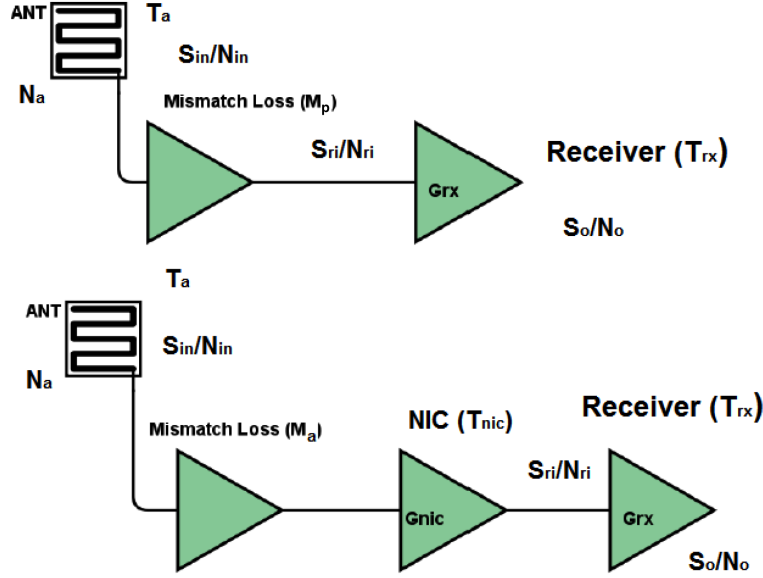 ANT
Ta
Sin/Nin
Na
Mismatch Loss (Mp)
Sri/Nri
Receiver (Trx)
Grx
So/No
Ta
ANT
Sin/Nin
Na
Receiver (Trx)
NIC (Tnic)
Mismatch Loss (Ma)
Sri/Nri
Gnic
Grx
So/No